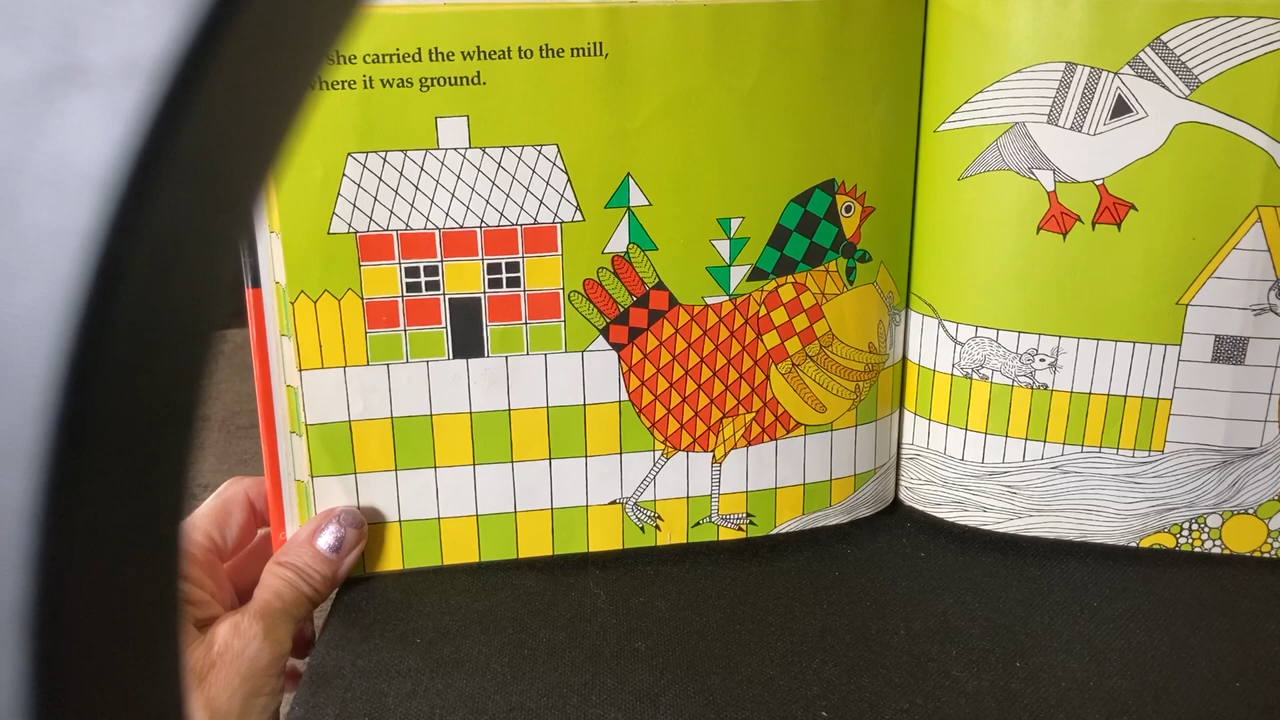 she carried the wheat to the mill,
where it was ground.